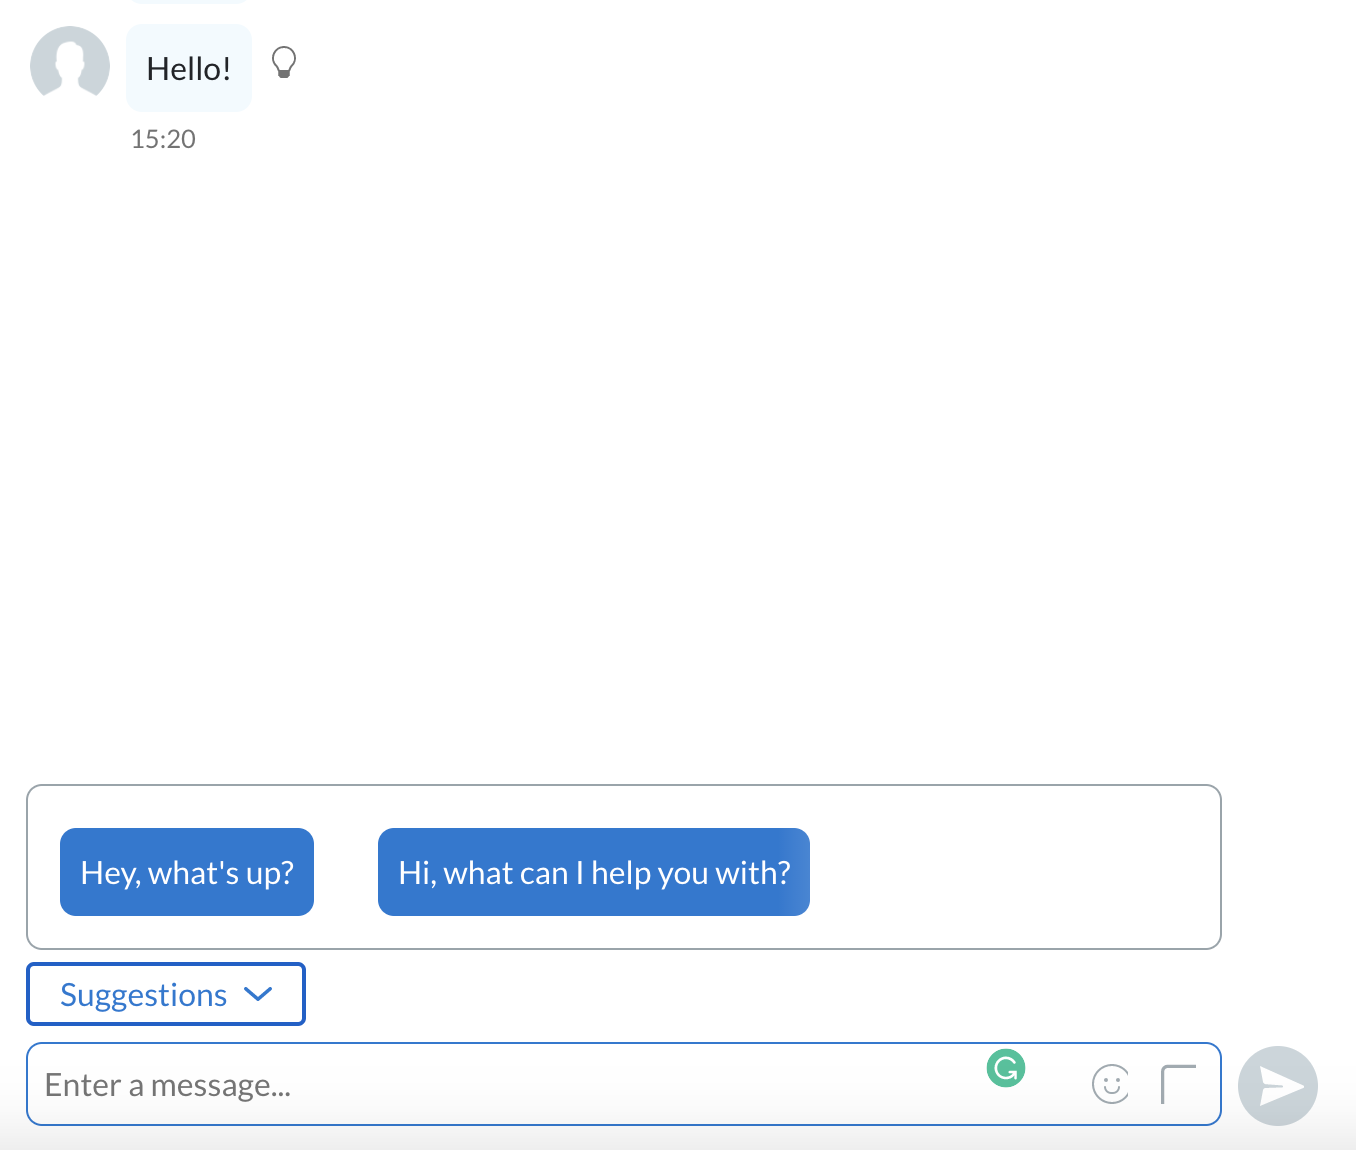 Hello!
15:20
Hey, what's up?
Hi, what can I help you with?
Suggestions
Enter a message...